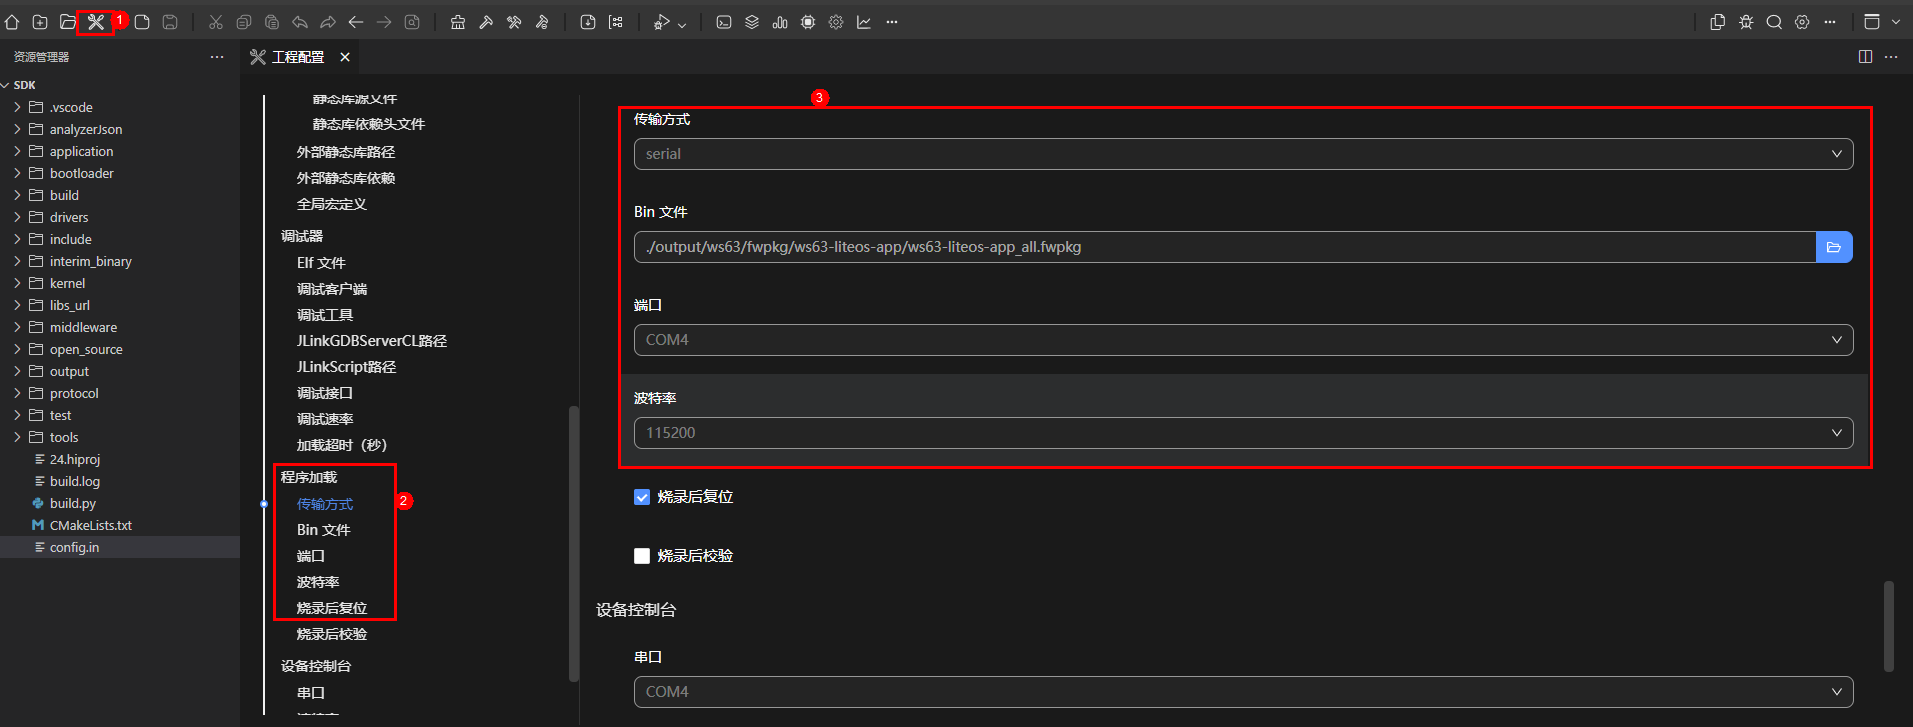 1
资源管理器
工程配置
SDK
.vscode
analyzerJson
application
bootloader
build
drivers
include
interim_binary
kernel
libs_url
middleware
open_source
output
protocol
test
tools
24.hiproj
build.log
build.py
CMakeLists.txt
config.in
静态库源文件
静态库依赖头文件
外部静态库路径
外部静态库依赖
全局宏定义
调试器
Elf 文件
调试客户端
调试工具
JLinkGDBServerCL路径
JLinkScript路径
调试接口
调试速率
加载超时（秒）
程序加载
传输方式
2
Bin 文件
端口
波特率
烧录后复位
烧录后校验
设备控制台
串口
3
传输方式
serial
Bin 文件
./output/ws63/fwpkg/ws63-liteos-app/ws63-liteos-app_all.fwpkg
端口
COM4
波特率
115200
烧录后复位
烧录后校验
设备控制台
串口
COM4